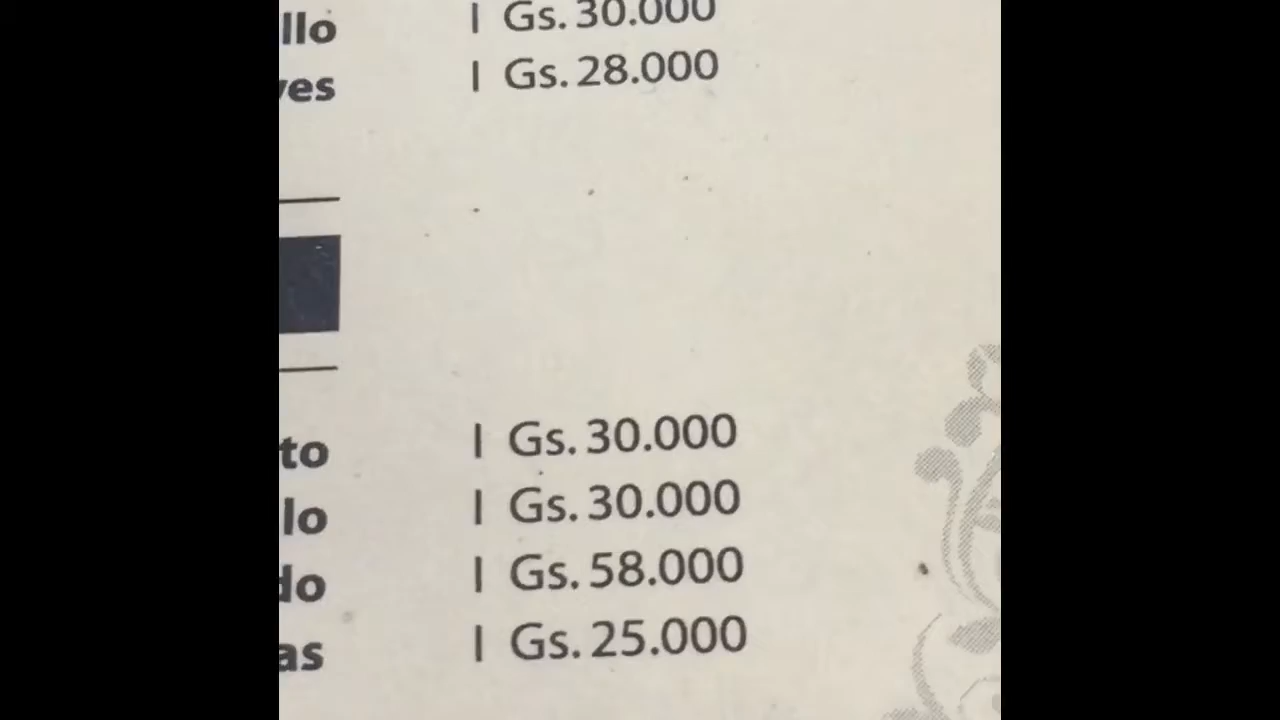 llo | Gs. 30.000
ves | Gs. 28.000
to | Gs. 30.000
lo | Gs. 30.000
do | Gs. 58.000
as | Gs. 25.000